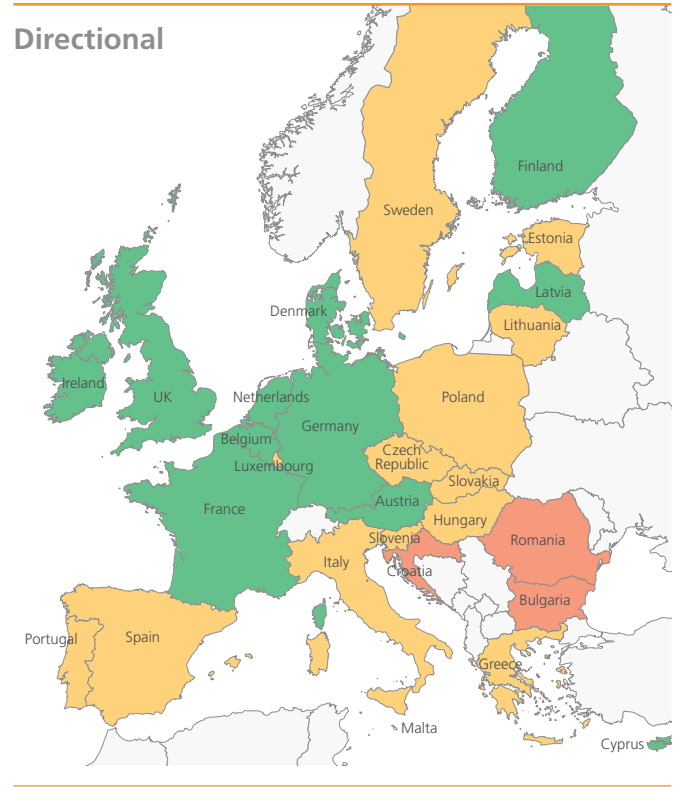 Directional
Finland
Sweden
Estonia
Latvia
Denmark
Lithuania
Ireland
UK
Netherlands
Poland
Germany
Belgium
Czech
Republic
Luxembourg
Slovakia
Austria
France
Hungary
Slovenia
Romania
Italy
Croatia
Bulgaria
Portugal
Spain
Greece
Malta
Cyprus